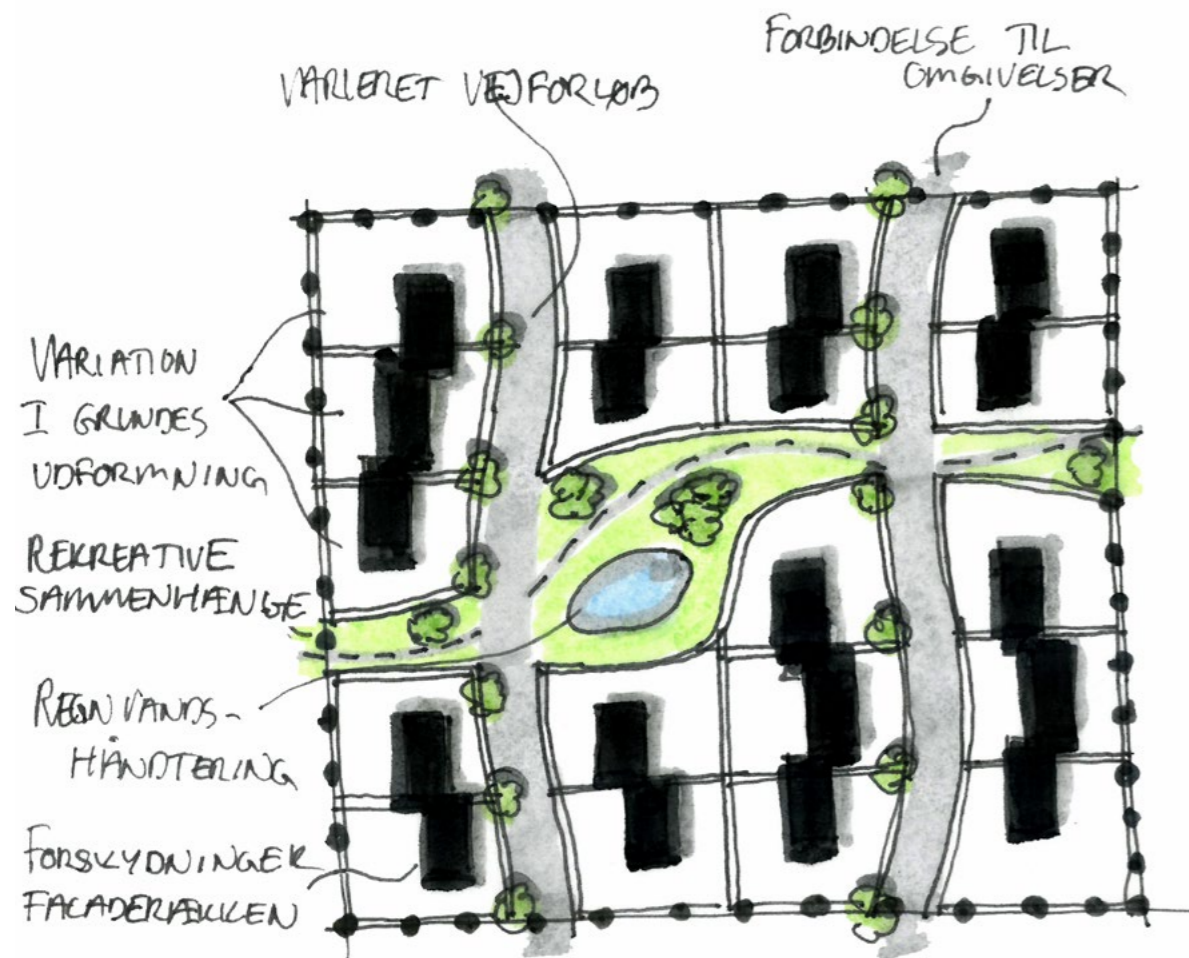 FORBINDELSE TIL
OMGIVELSER
VARIERET VEJFORLØB
VARIATION
I GRUNDES
UDFORMNING
REKREATIVE
SAMMENHÆNGE
REGNVANDS-
HÅNDTERING
FORSKYDNINGER
FACADERÆKKEN